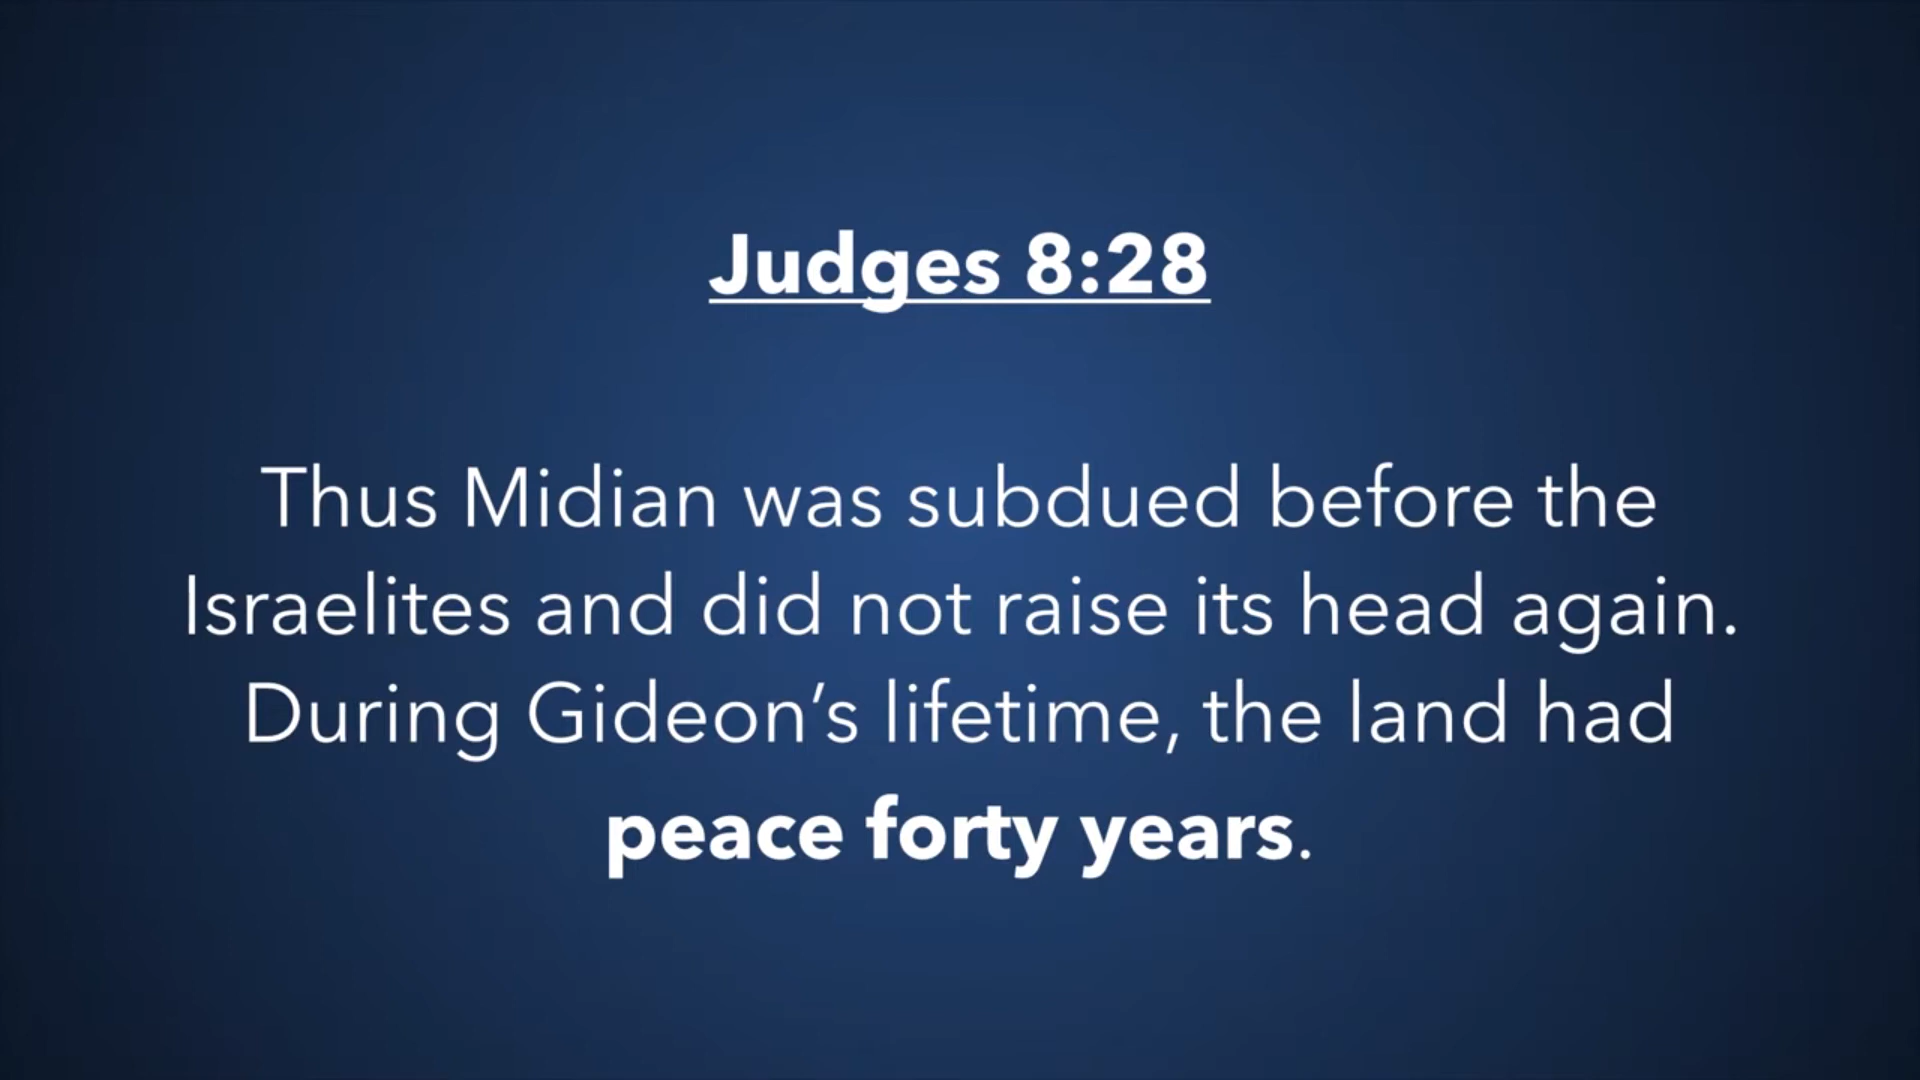 Judges 8:28
Thus Midian was subdued before the
Israelites and did not raise its head again.
During Gideon’s lifetime, the land had
peace forty years.